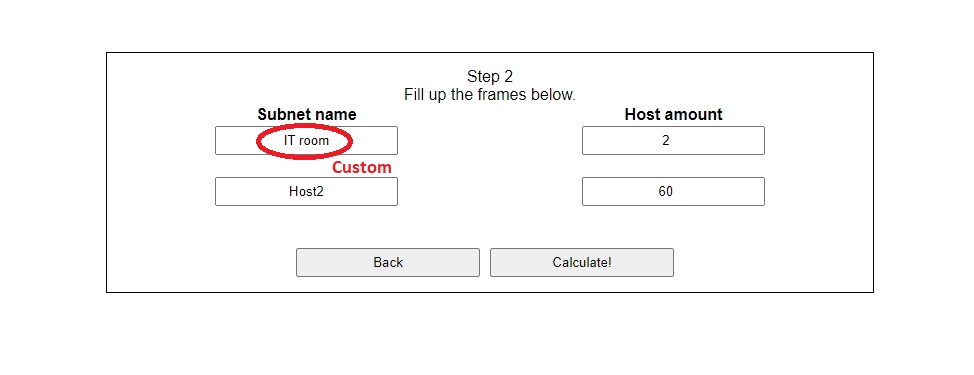 Step 2
Fill up the frames below.
Subnet name Host amount
IT room 2
Custom
Host2 60
Back Calculate!